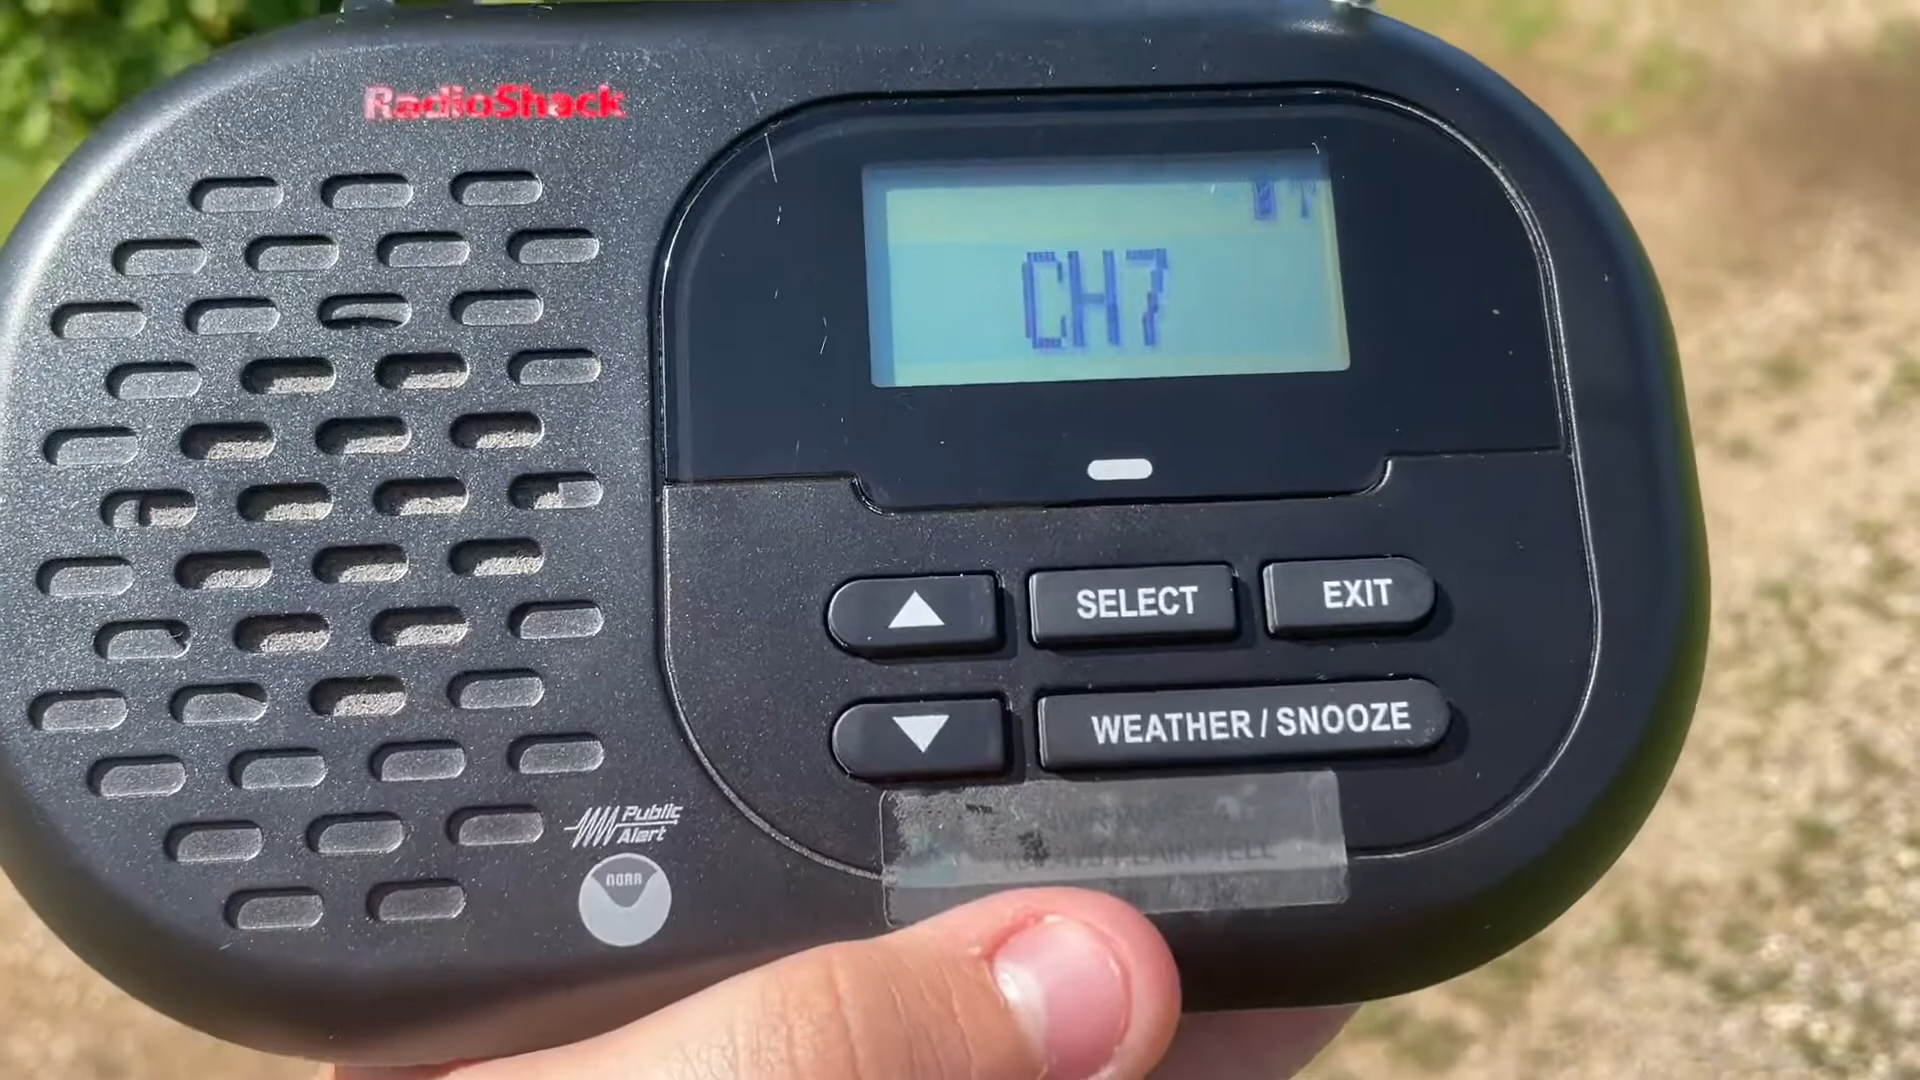 RadioShack
CH7
SELECT
EXIT
WEATHER / SNOOZE
Public
Alert
NOAA